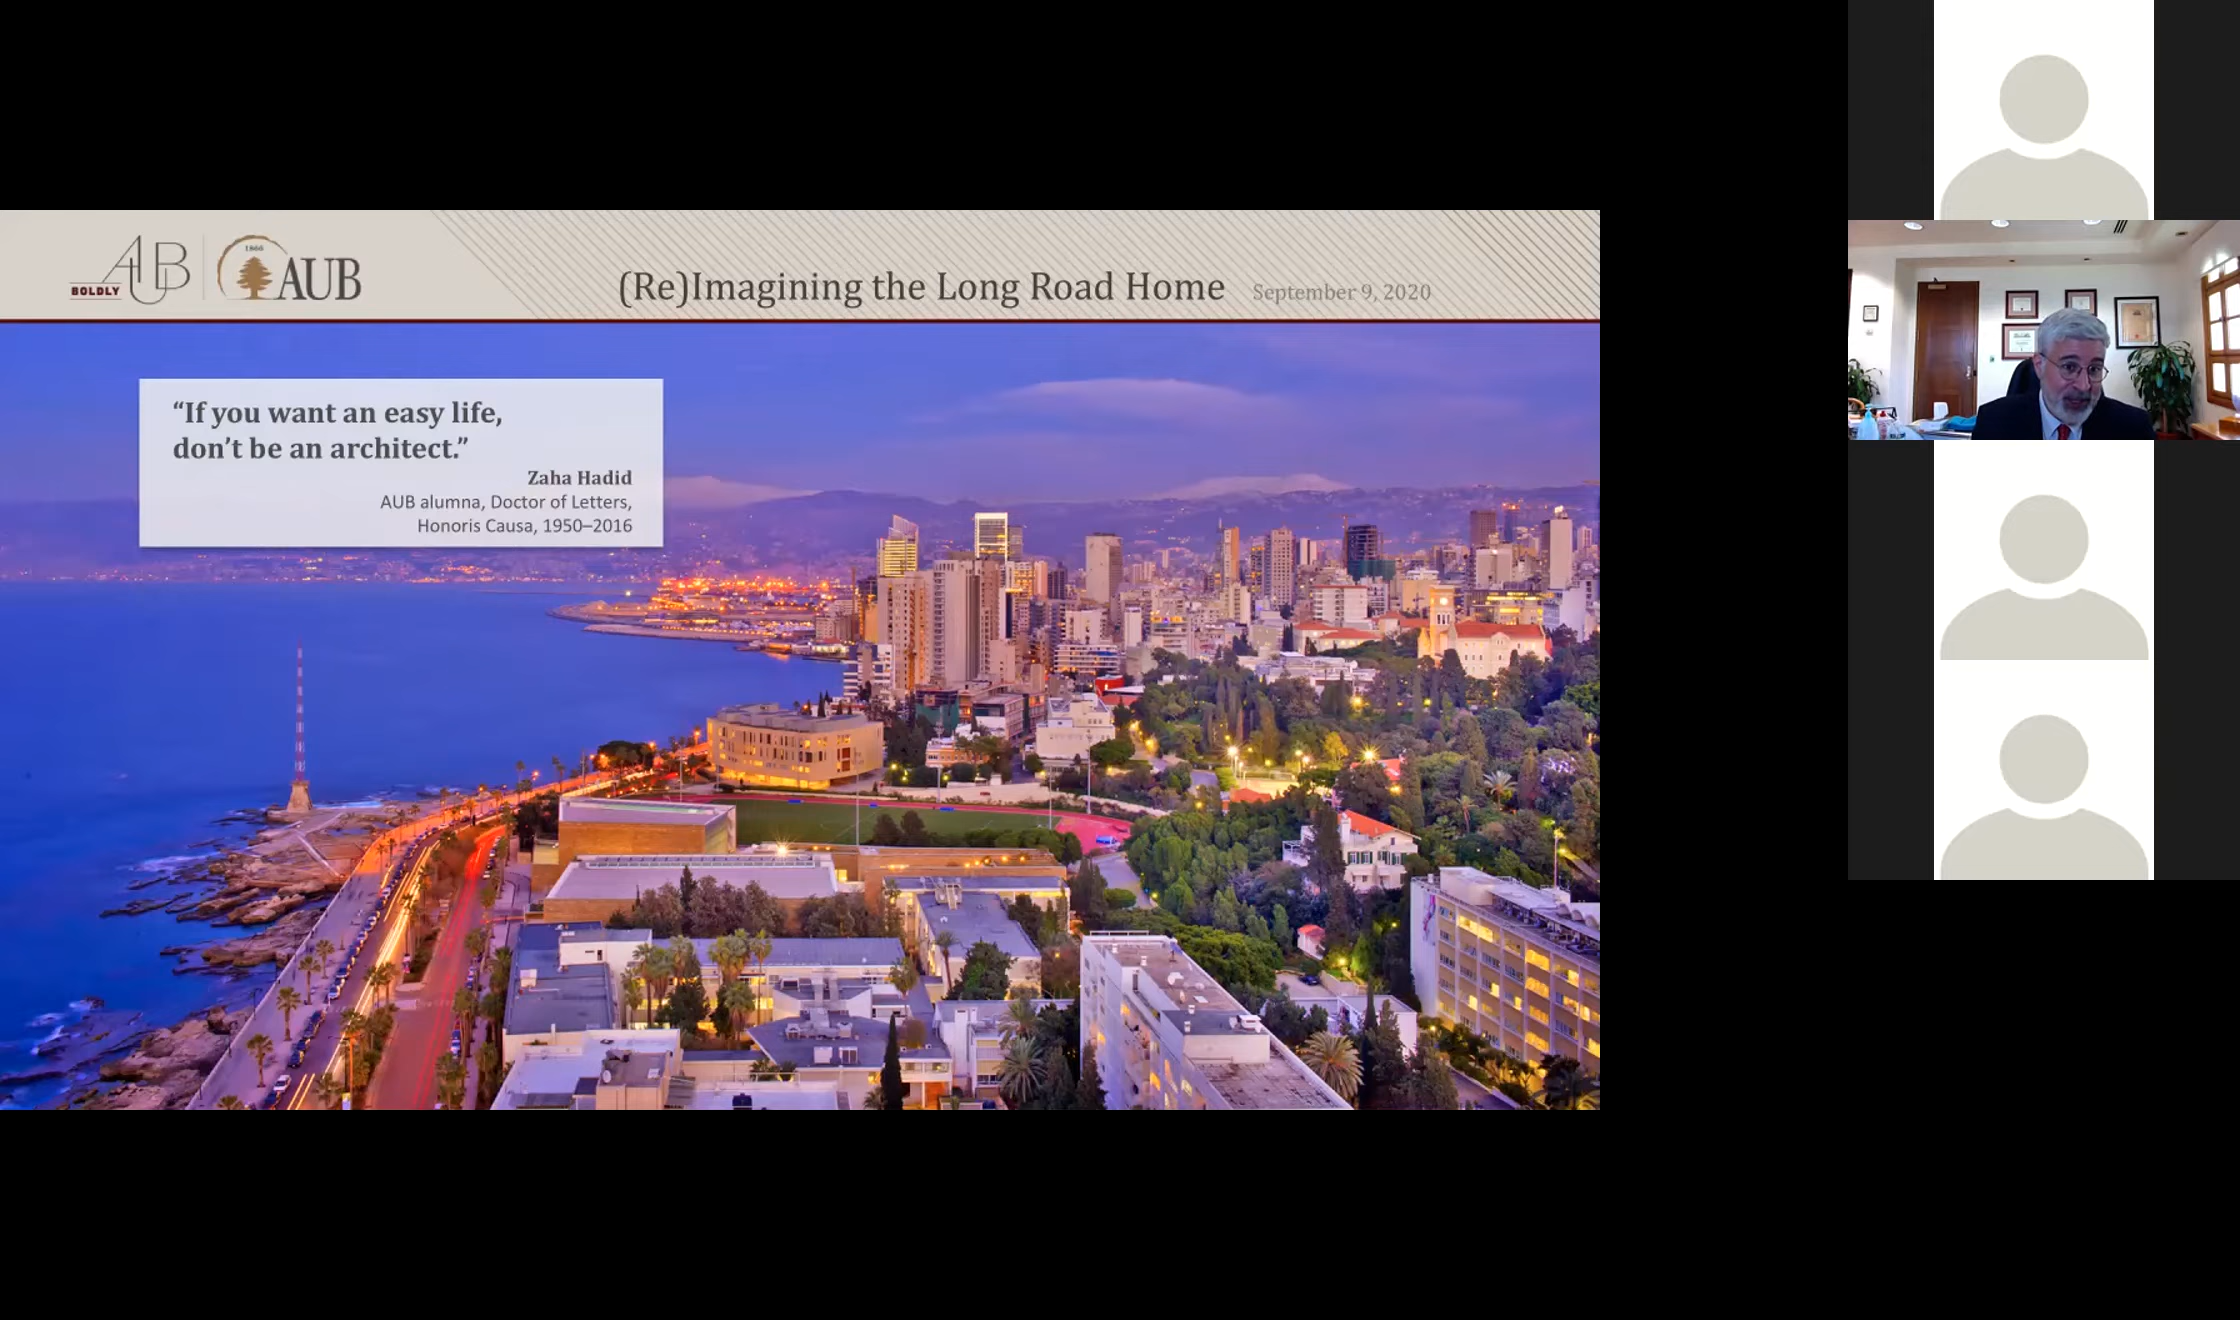 AUB
BOLDLY
1866
AUB
(Re)Imagining the Long Road Home
September 9, 2020
“If you want an easy life,
don’t be an architect.”
Zaha Hadid
AUB alumna, Doctor of Letters,
Honoris Causa, 1950–2016